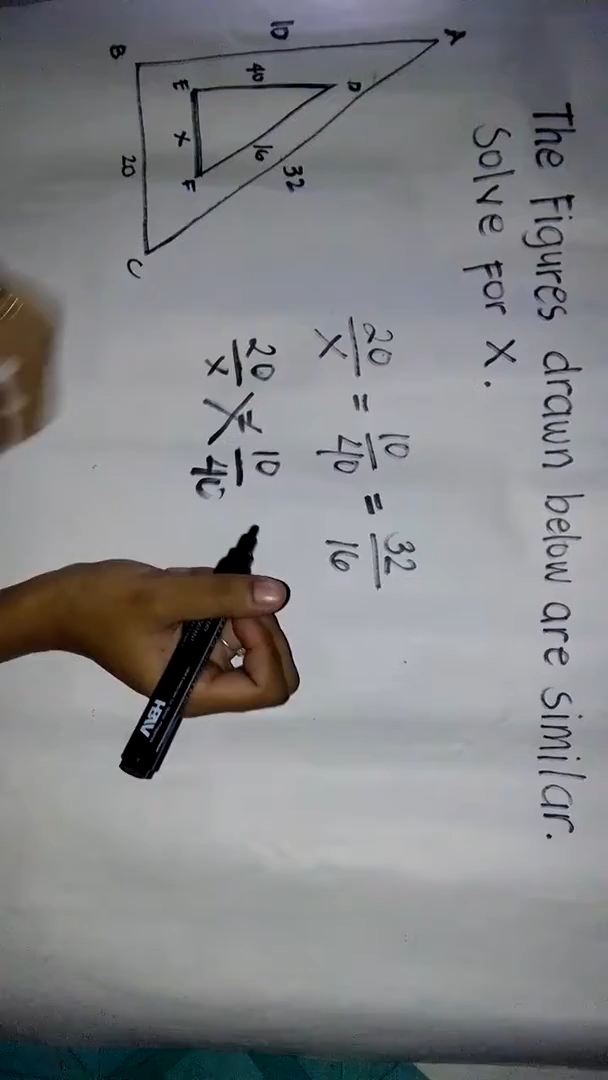 The Figures drawn below are similar.
Solve For x.
A
10
D
40
16
32
B
E
x
F
20
C
20/x = 10/40 = 32/16
20/x = 10/40
HBW